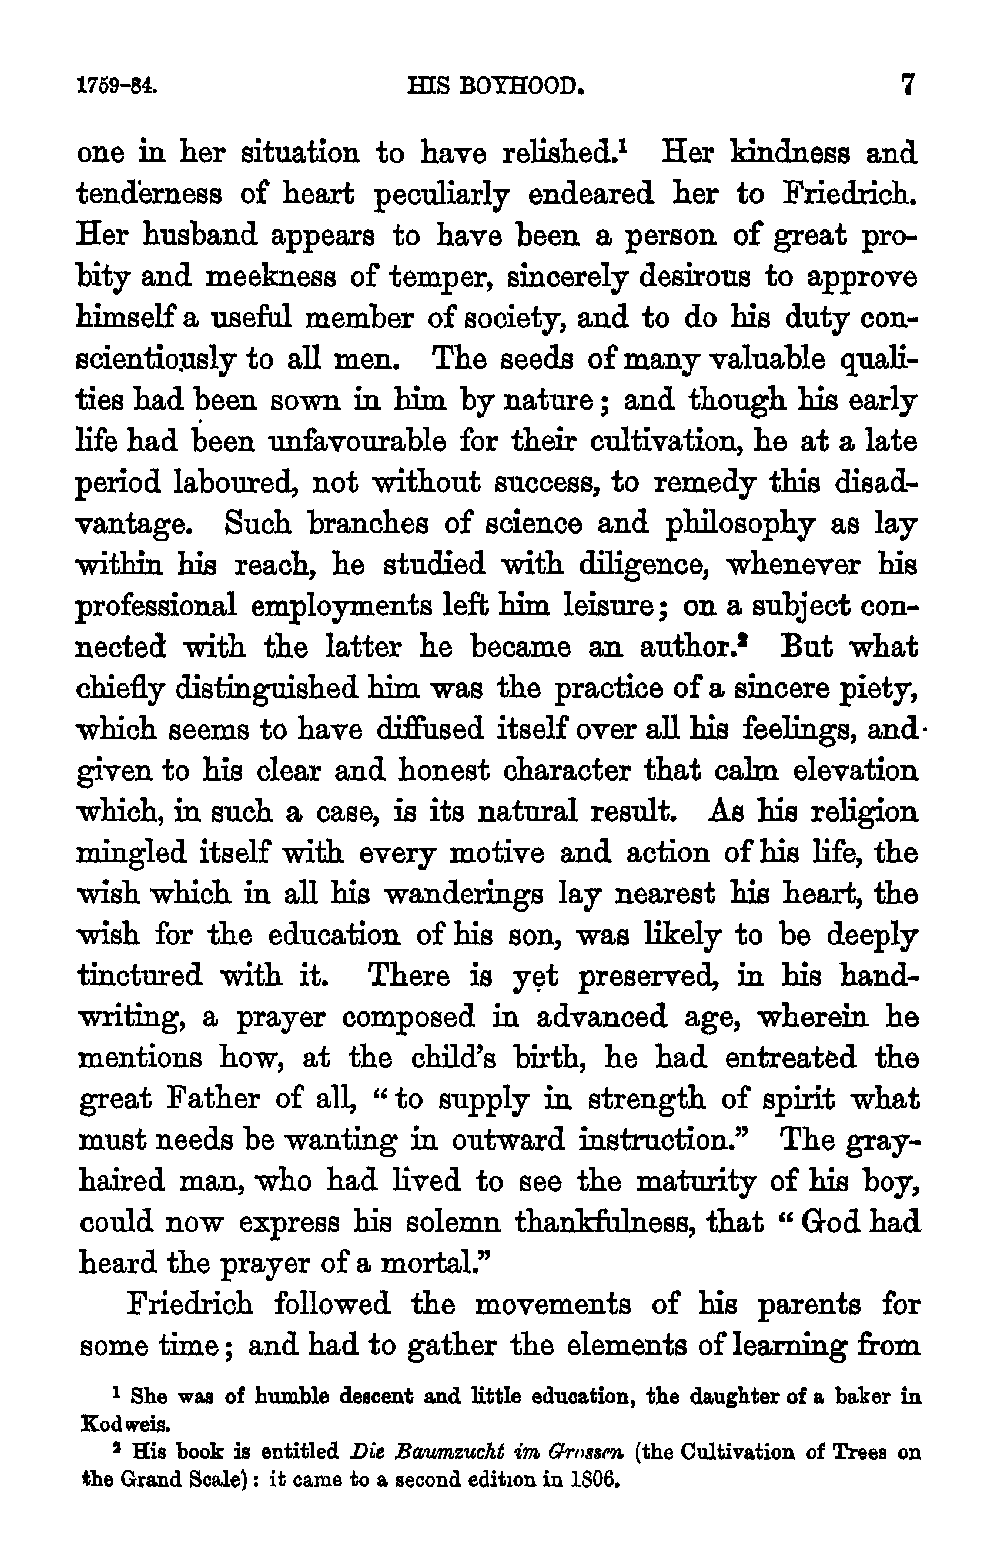 1759-84. HIS BOYHOOD. 7
one in her situation to have relished.¹ Her kindness and
tenderness of heart peculiarly endeared her to Friedrich.
Her husband appears to have been a person of great pro-
bity and meekness of temper, sincerely desirous to approve
himself a useful member of society, and to do his duty con-
scientiously to all men. The seeds of many valuable quali-
ties had been sown in him by nature; and though his early
life had been unfavourable for their cultivation, he at a late
period laboured, not without success, to remedy this disad-
vantage. Such branches of science and philosophy as lay
within his reach, he studied with diligence, whenever his
professional employments left him leisure; on a subject con-
nected with the latter he became an author.² But what
chiefly distinguished him was the practice of a sincere piety,
which seems to have diffused itself over all his feelings, and
given to his clear and honest character that calm elevation
which, in such a case, is its natural result. As his religion
mingled itself with every motive and action of his life, the
wish which in all his wanderings lay nearest his heart, the
wish for the education of his son, was likely to be deeply
tinctured with it. There is yet preserved, in his hand-
writing, a prayer composed in advanced age, wherein he
mentions how, at the child's birth, he had entreated the
great Father of all, "to supply in strength of spirit what
must needs be wanting in outward instruction." The gray-
haired man, who had lived to see the maturity of his boy,
could now express his solemn thankfulness, that "God had
heard the prayer of a mortal."
Friedrich followed the movements of his parents for
some time; and had to gather the elements of learning from
¹ She was of humble descent and little education, the daughter of a baker in
Kodweis.
² His book is entitled Die Baumzucht im Grossen (the Cultivation of Trees on
the Grand Scale): it came to a second edition in 1806.